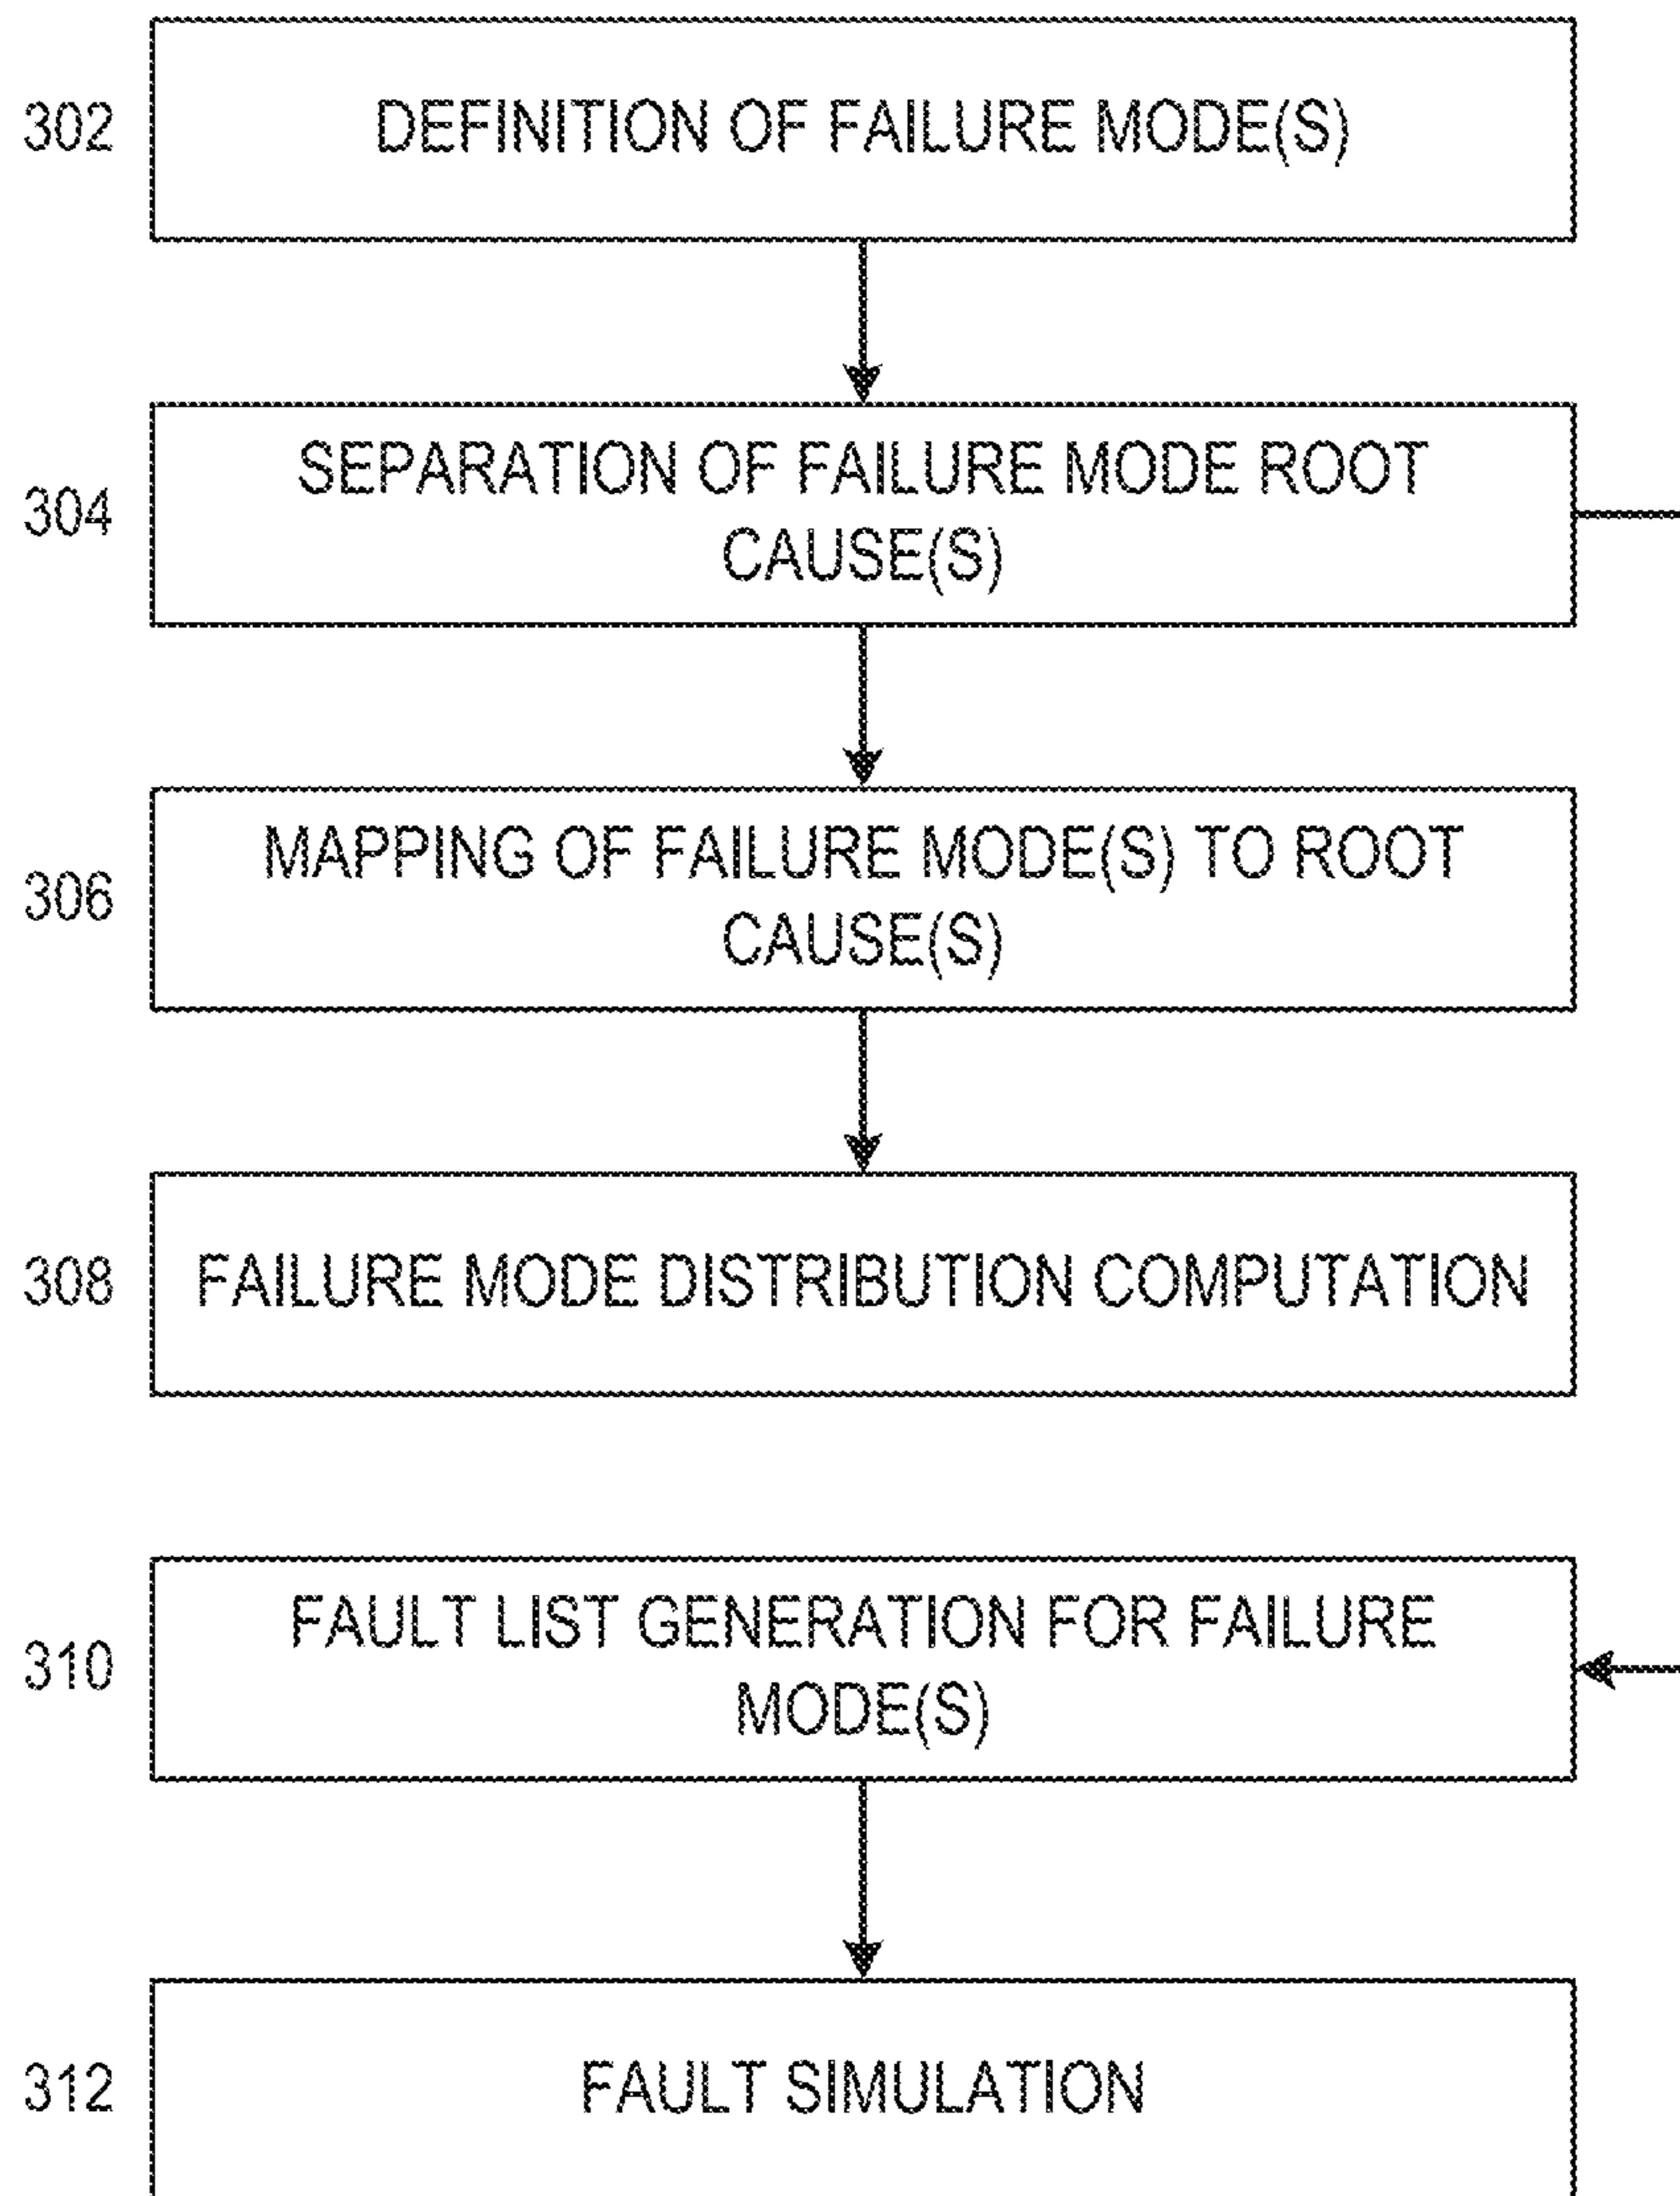 302
DEFINITION OF FAILURE MODE(S)
304
SEPARATION OF FAILURE MODE ROOT
CAUSE(S)
306
MAPPING OF FAILURE MODE(S) TO ROOT
CAUSE(S)
308
FAILURE MODE DISTRIBUTION COMPUTATION
310
FAULT LIST GENERATION FOR FAILURE
MODE(S)
312
FAULT SIMULATION